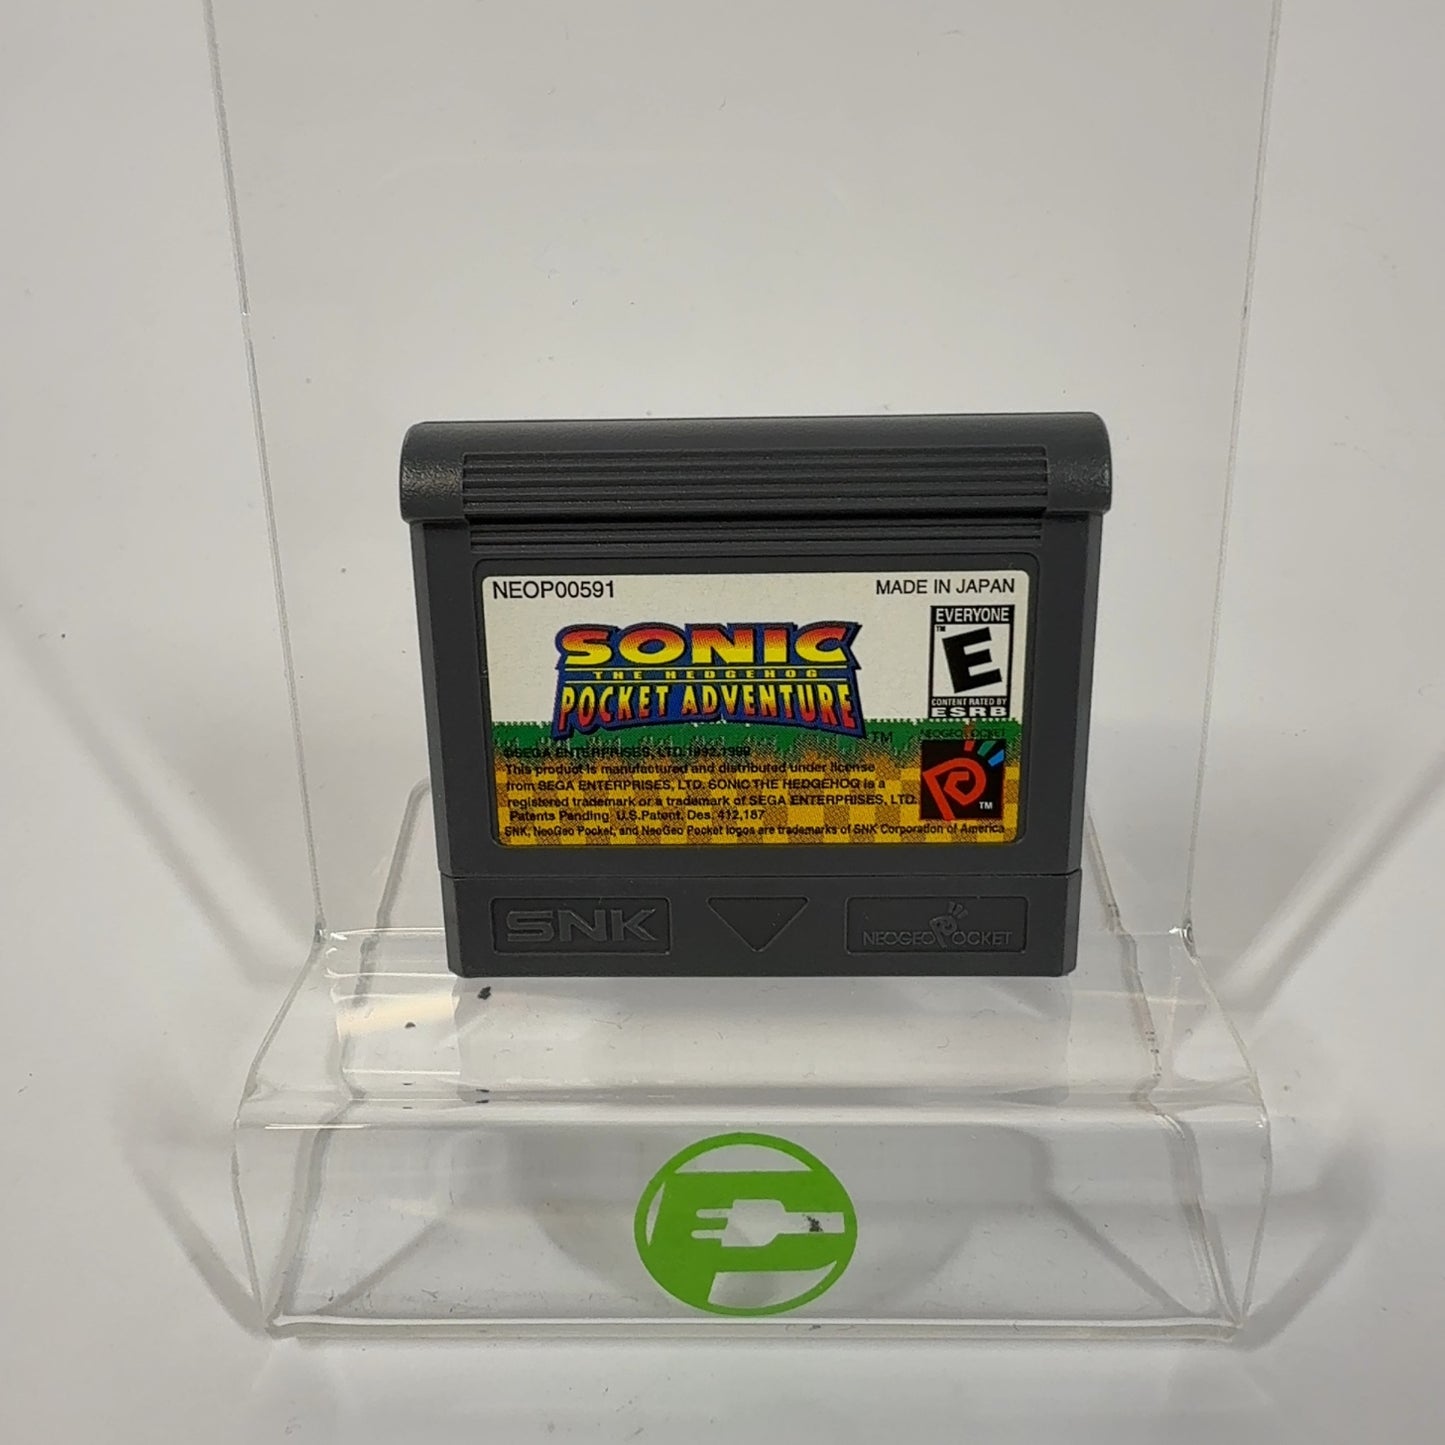 NEOP00591
MADE IN JAPAN
EVERYONE
TM
E
CONTENT RATED BY
ESRB
SONIC
THE HEDGEHOG
POCKET ADVENTURE
TM
NEOGEO POCKET
TM
©SEGA ENTERPRISES, LTD.1992,1999
This product is manufactured and distributed under license
from SEGA ENTERPRISES, LTD. SONIC THE HEDGEHOG is a
registered trademark or a trademark of SEGA ENTERPRISES, LTD.
Patents Pending U.S.Patent. Des. 412,187
SNK, NeoGeo Pocket, and NeoGeo Pocket logos are trademarks of SNK Corporation of America
SNK
NEOGEO POCKET